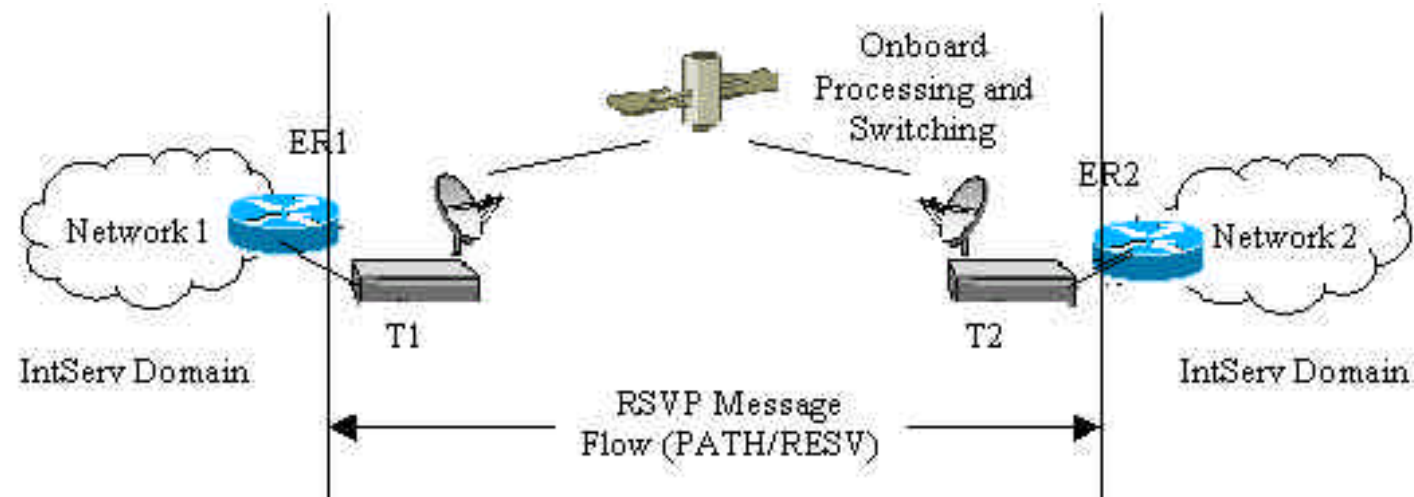 Onboard
Processing and
Switching
ER1
ER2
Network 1
Network 2
T1
T2
IntServ Domain
IntServ Domain
RSVP Message
Flow (PATH/RESV)